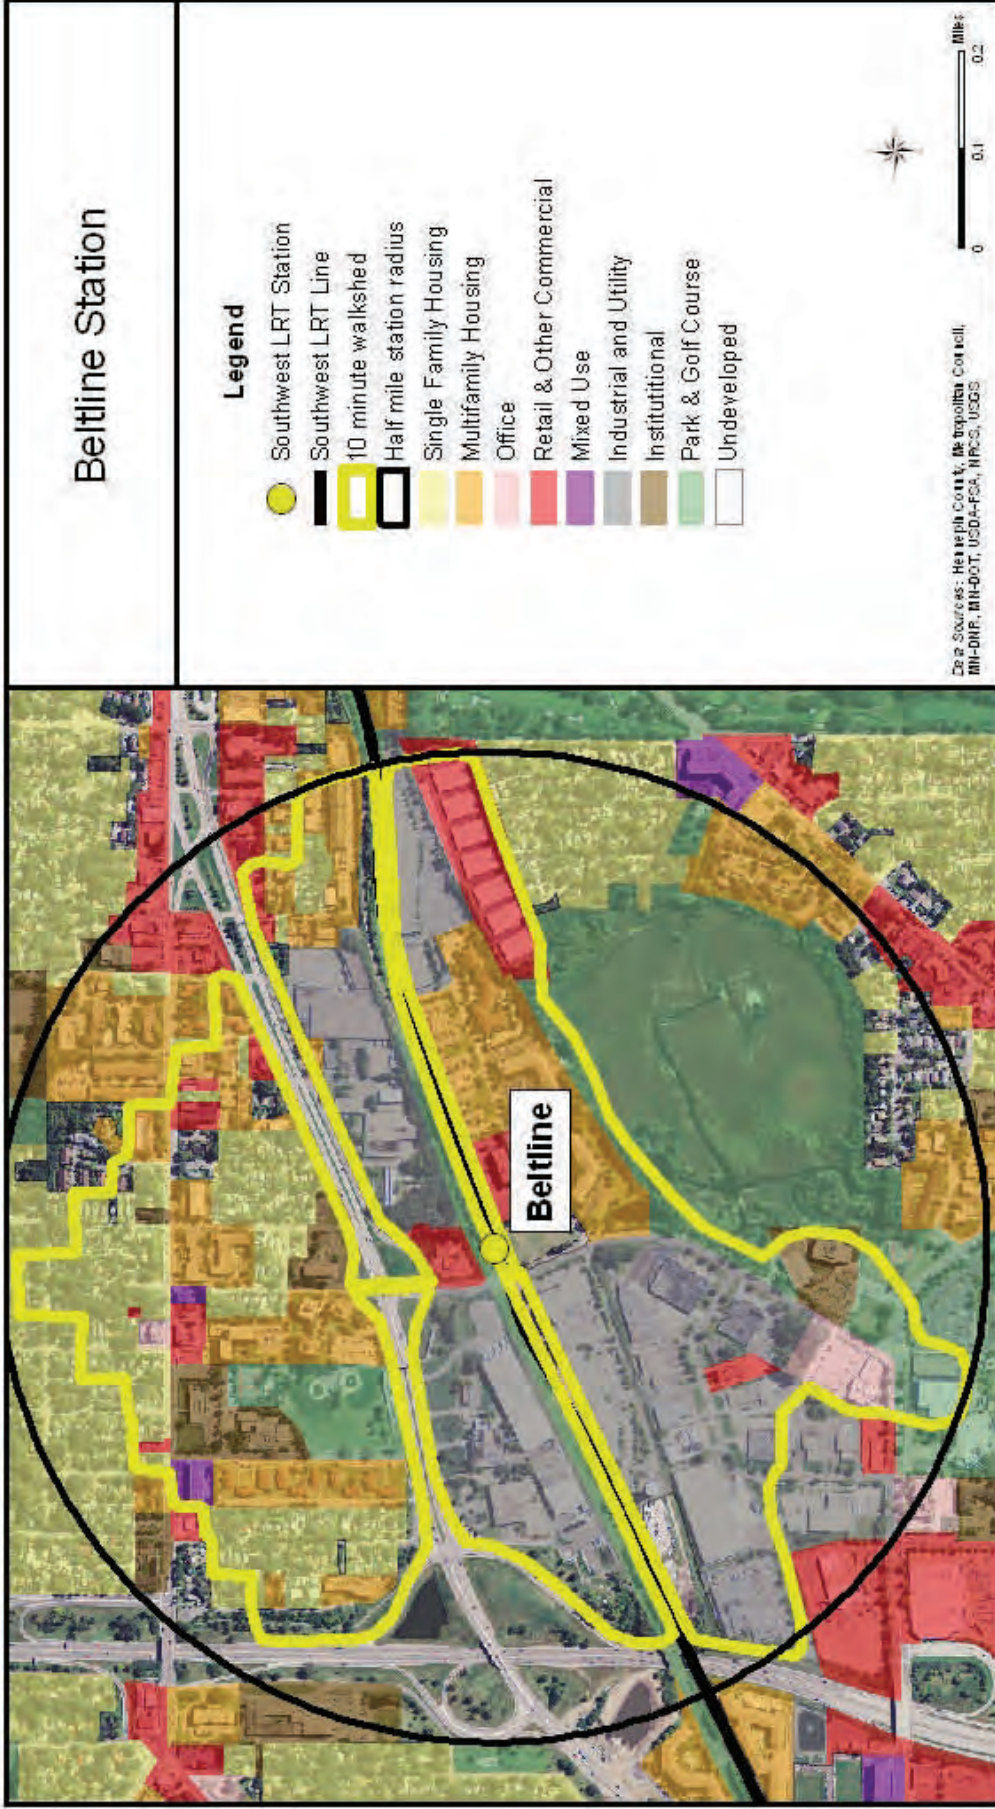 Beltline Station
Legend
Southwest LRT Station
Southwest LRT Line
10 minute walkshed
Half mile station radius
Single Family Housing
Multifamily Housing
Office
Retail & Other Commercial
Mixed Use
Industrial and Utility
Institutitional
Park & Golf Course
Undeveloped
Beltline
Miles
0 0.1 0.2
Data Sources: Hennepin County, Metropolitan Council,
MN-DNR, MN-DOT, USDA-FSA, NRCS, USGS